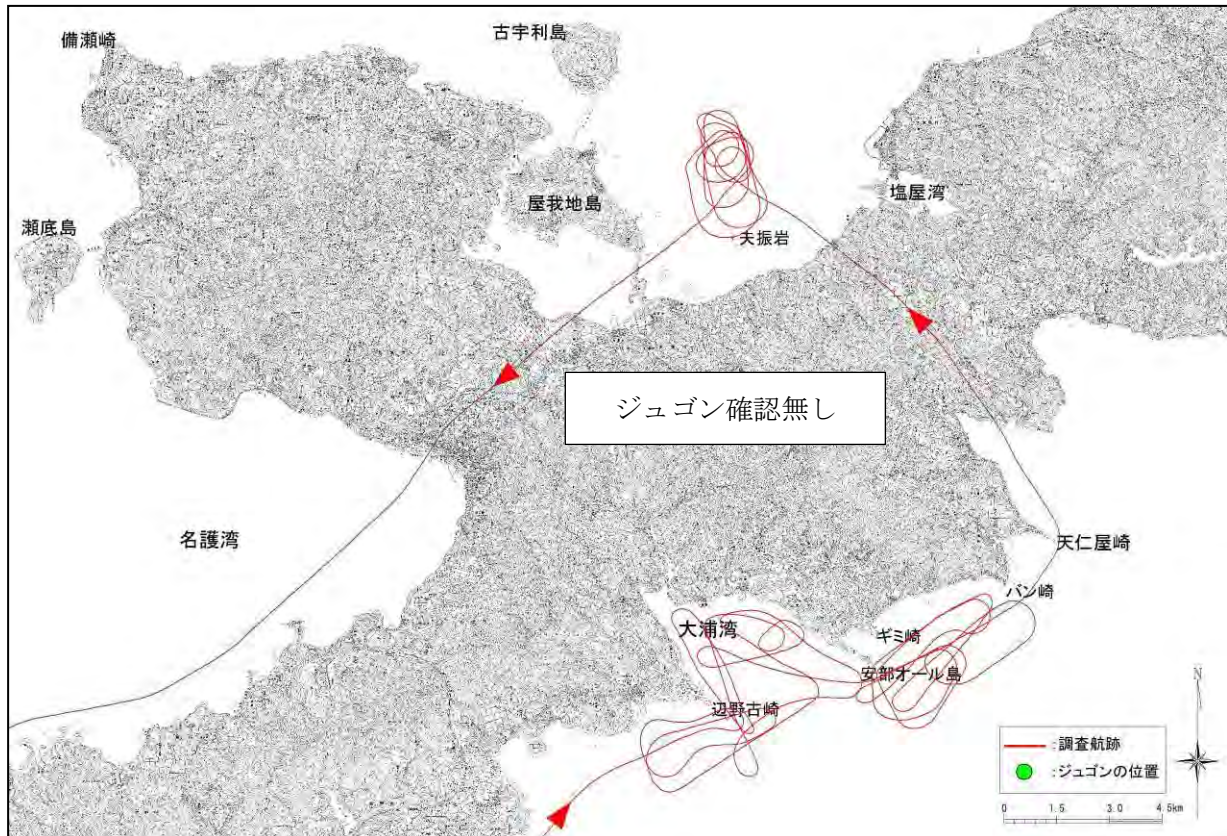 備瀬崎
古宇利島
塩屋湾
屋我地島
瀬底島
夫振岩
ジュゴン確認無し
名護湾
天仁屋崎
バン崎
大浦湾
ギミ崎
安部オール島
辺野古崎
N
:調査航跡
:ジュゴンの位置
0 1.5 3.0 4.5km